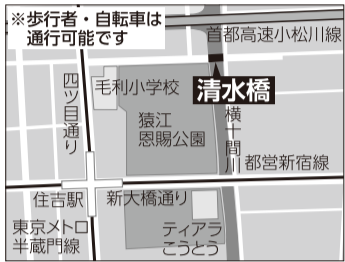 ※歩行者・自転車は
通行可能です
首都高速小松川線
四ツ目通り
毛利小学校
清水橋
猿江
恩賜公園
横十間川
都営新宿線
住吉駅
新大橋通り
東京メトロ
半蔵門線
ティアラ
こうとう